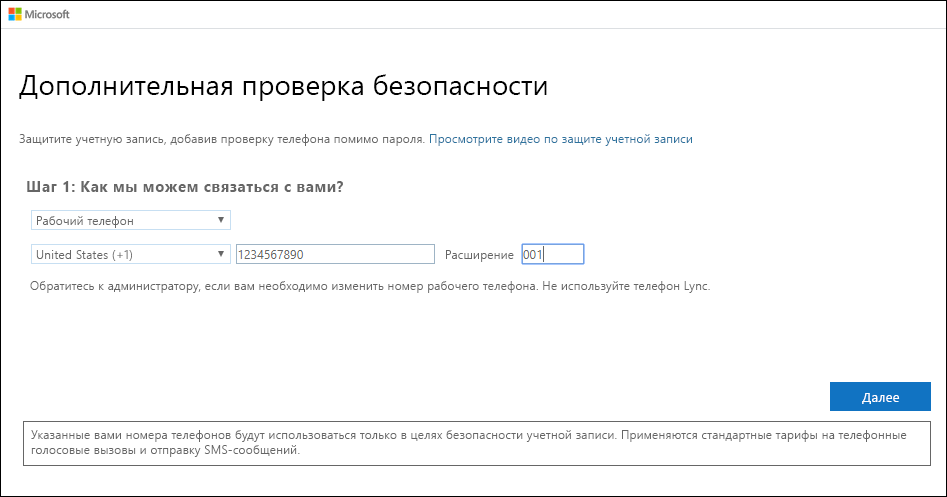 Microsoft
Дополнительная проверка безопасности
Защитите учетную запись, добавив проверку телефона помимо пароля. Просмотрите видео по защите учетной записи
Шаг 1: Как мы можем связаться с вами?
Рабочий телефон
United States (+1) 1234567890 Расширение 001
Обратитесь к администратору, если вам необходимо изменить номер рабочего телефона. Не используйте телефон Lync.
Далее
Указанные вами номера телефонов будут использоваться только в целях безопасности учетной записи. Применяются стандартные тарифы на телефонные
голосовые вызовы и отправку SMS-сообщений.